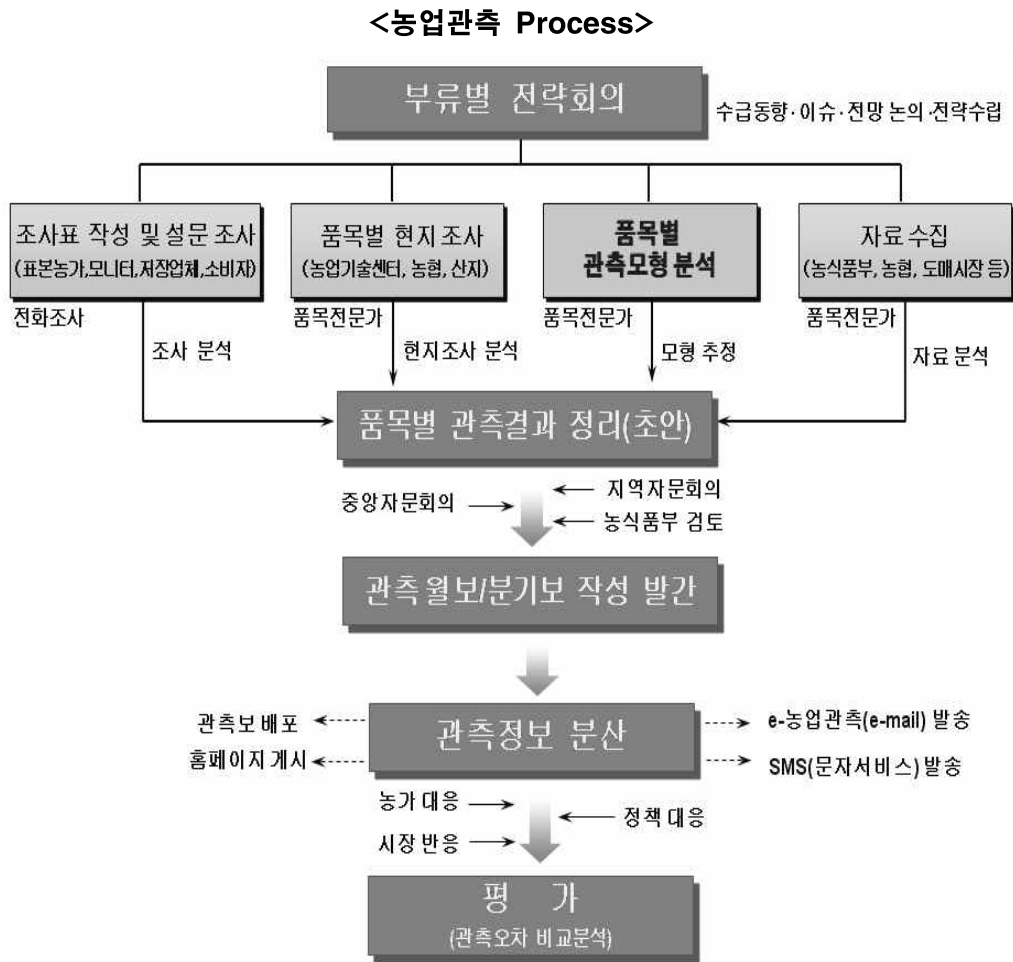 <농업관측 Process>
부류별 전략회의
수급동향·이슈·전망 논의·전략수립
조사표 작성 및 설문 조사
(표본농가,모니터,저장업체,소비자)
품목별 현지 조사
(농업기술센터, 농협, 산지)
품목별
관측모형 분석
자료 수집
(농식품부, 농협, 도매시장 등)
전화조사
품목전문가
품목전문가
품목전문가
조사 분석
현지조사 분석
모형 추정
자료 분석
품목별 관측결과 정리(초안)
중앙자문회의
지역자문회의
농식품부 검토
관측월보/분기보 작성 발간
관측정보 분산
관측보 배포
홈페이지 게시
e-농업관측(e-mail) 발송
SMS(문자서비스) 발송
농가 대응
정책 대응
시장 반응
평 가
(관측오차 비교분석)